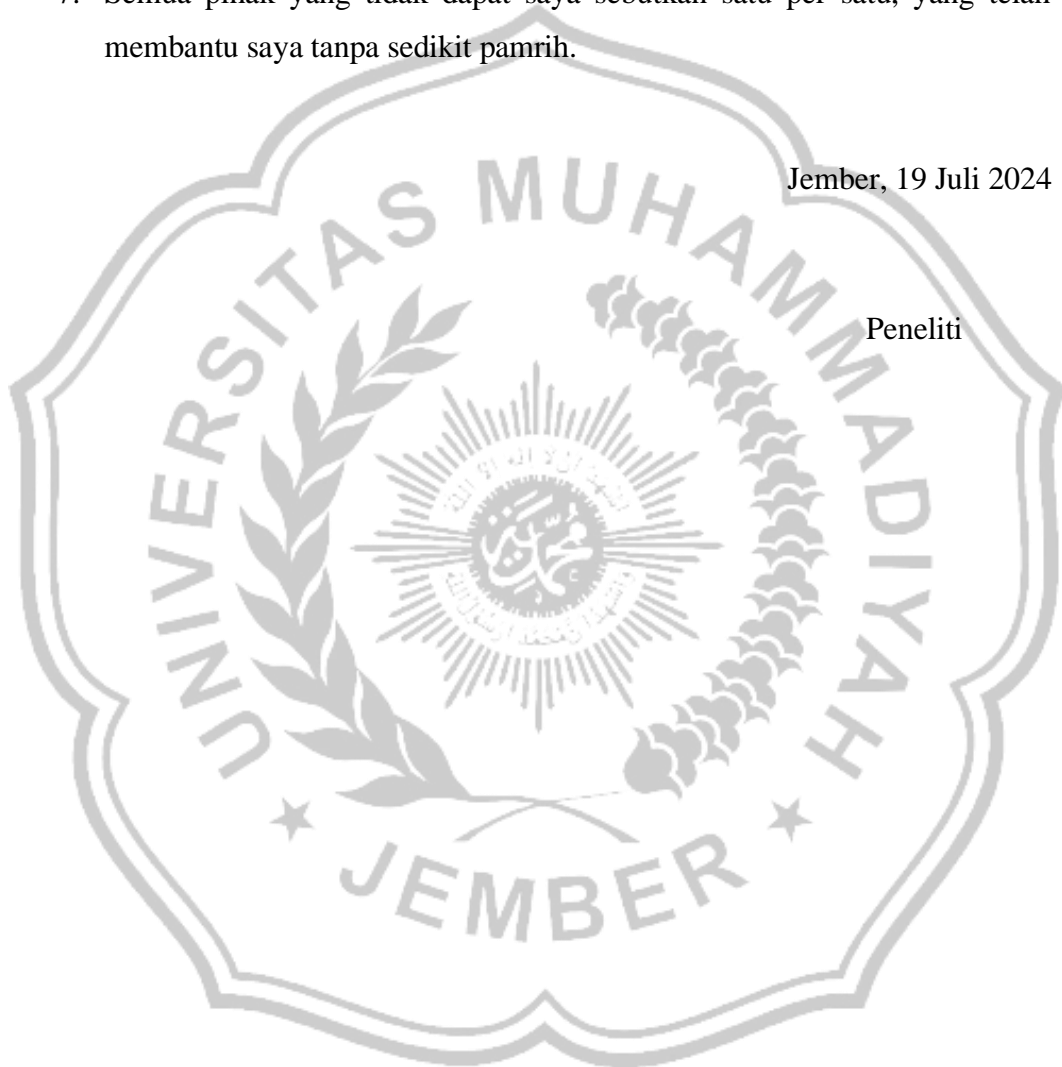 7. Semua pihak yang tidak dapat saya sebutkan satu per satu, yang telah
membantu saya tanpa sedikit pamrih.
Jember, 19 Juli 2024
Peneliti
UNIVERSITAS MUHAMMADIYAH
JEMBER